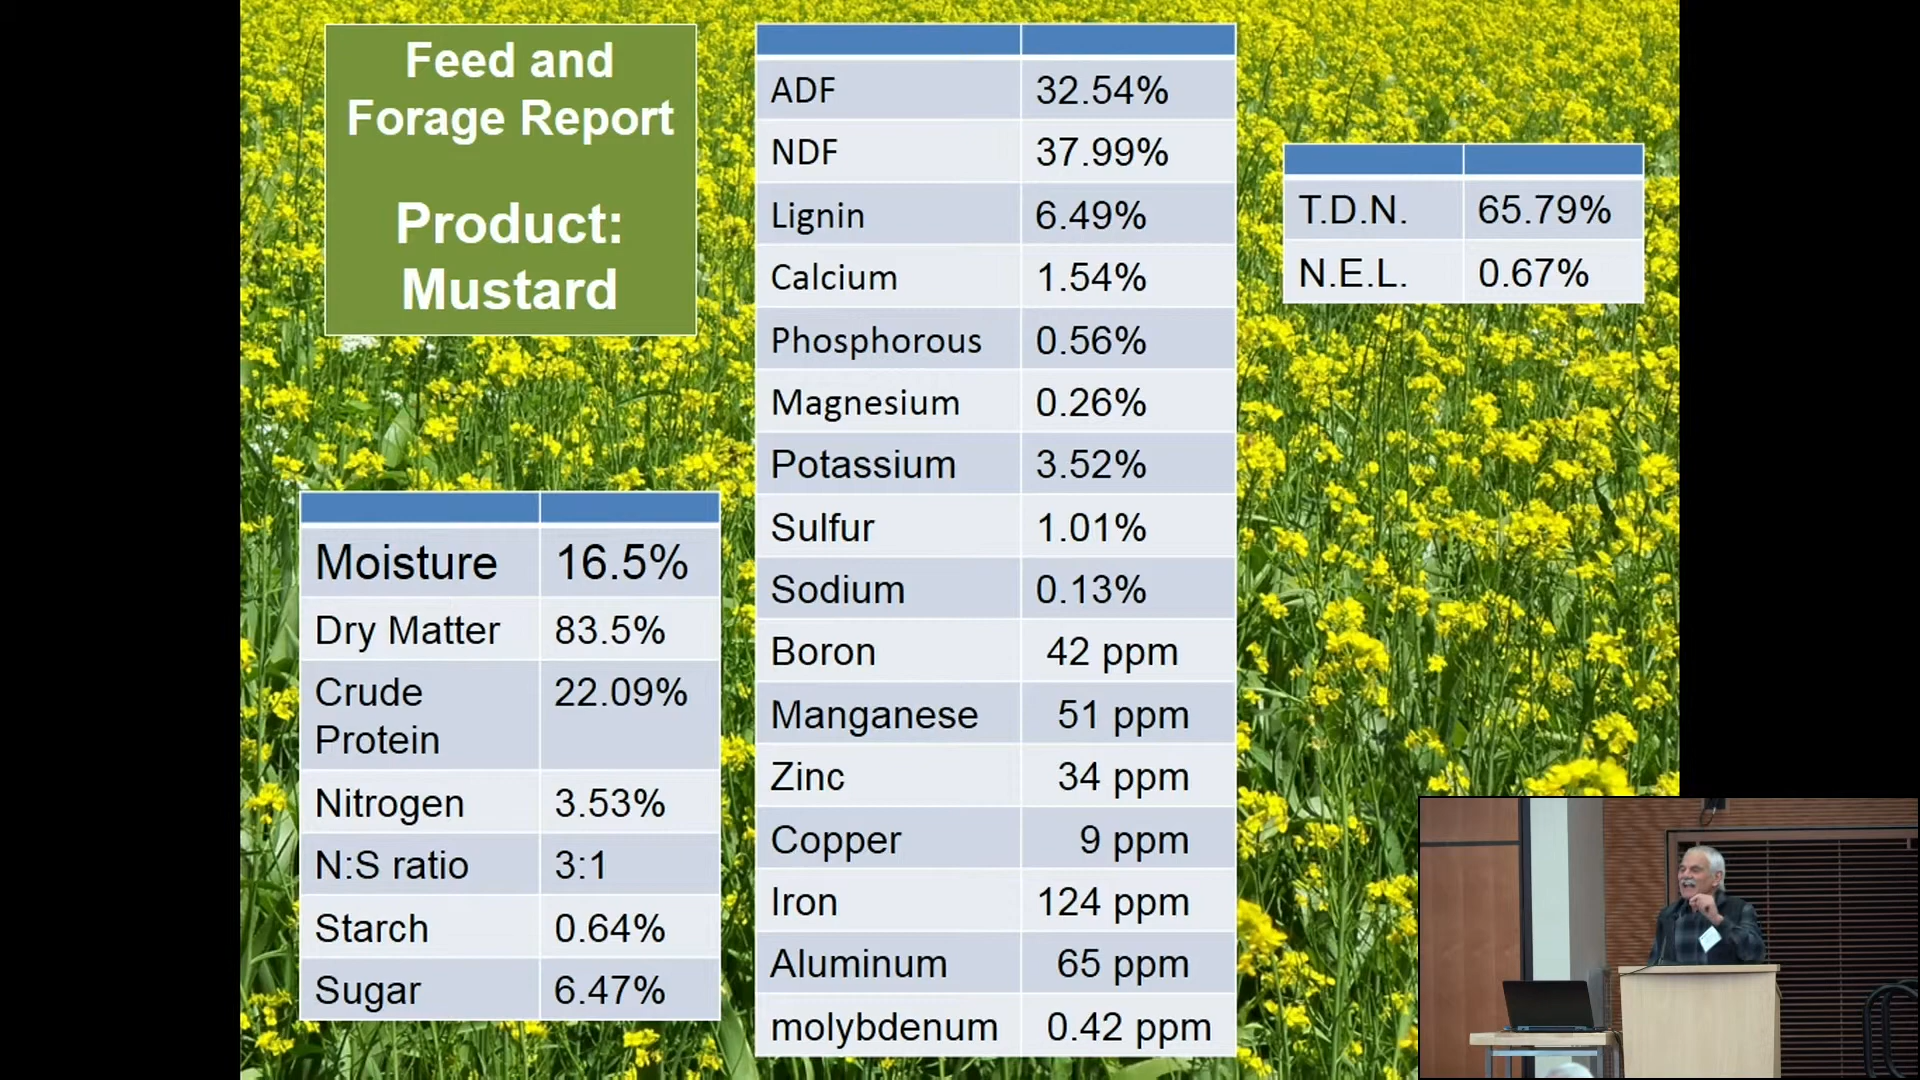 Feed and
Forage Report
Product:
Mustard
Moisture 16.5%
Dry Matter 83.5%
Crude 22.09%
Protein
Nitrogen 3.53%
N:S ratio 3:1
Starch 0.64%
Sugar 6.47%
ADF 32.54%
NDF 37.99%
Lignin 6.49%
Calcium 1.54%
Phosphorous 0.56%
Magnesium 0.26%
Potassium 3.52%
Sulfur 1.01%
Sodium 0.13%
Boron 42 ppm
Manganese 51 ppm
Zinc 34 ppm
Copper 9 ppm
Iron 124 ppm
Aluminum 65 ppm
molybdenum 0.42 ppm
T.D.N. 65.79%
N.E.L. 0.67%